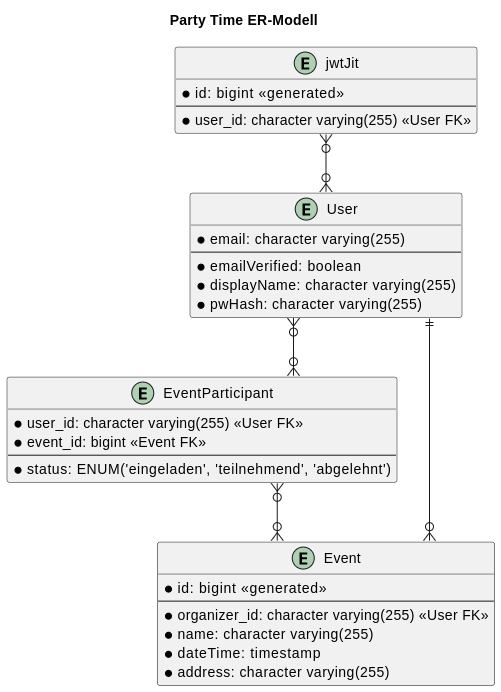 Party Time ER-Modell
E jwtJit
id: bigint «generated»
user_id: character varying(255) «User FK»
E User
email: character varying(255)
emailVerified: boolean
displayName: character varying(255)
pwHash: character varying(255)
E EventParticipant
user_id: character varying(255) «User FK»
event_id: bigint «Event FK»
status: ENUM('eingeladen', 'teilnehmend', 'abgelehnt')
E Event
id: bigint «generated»
organizer_id: character varying(255) «User FK»
name: character varying(255)
dateTime: timestamp
address: character varying(255)